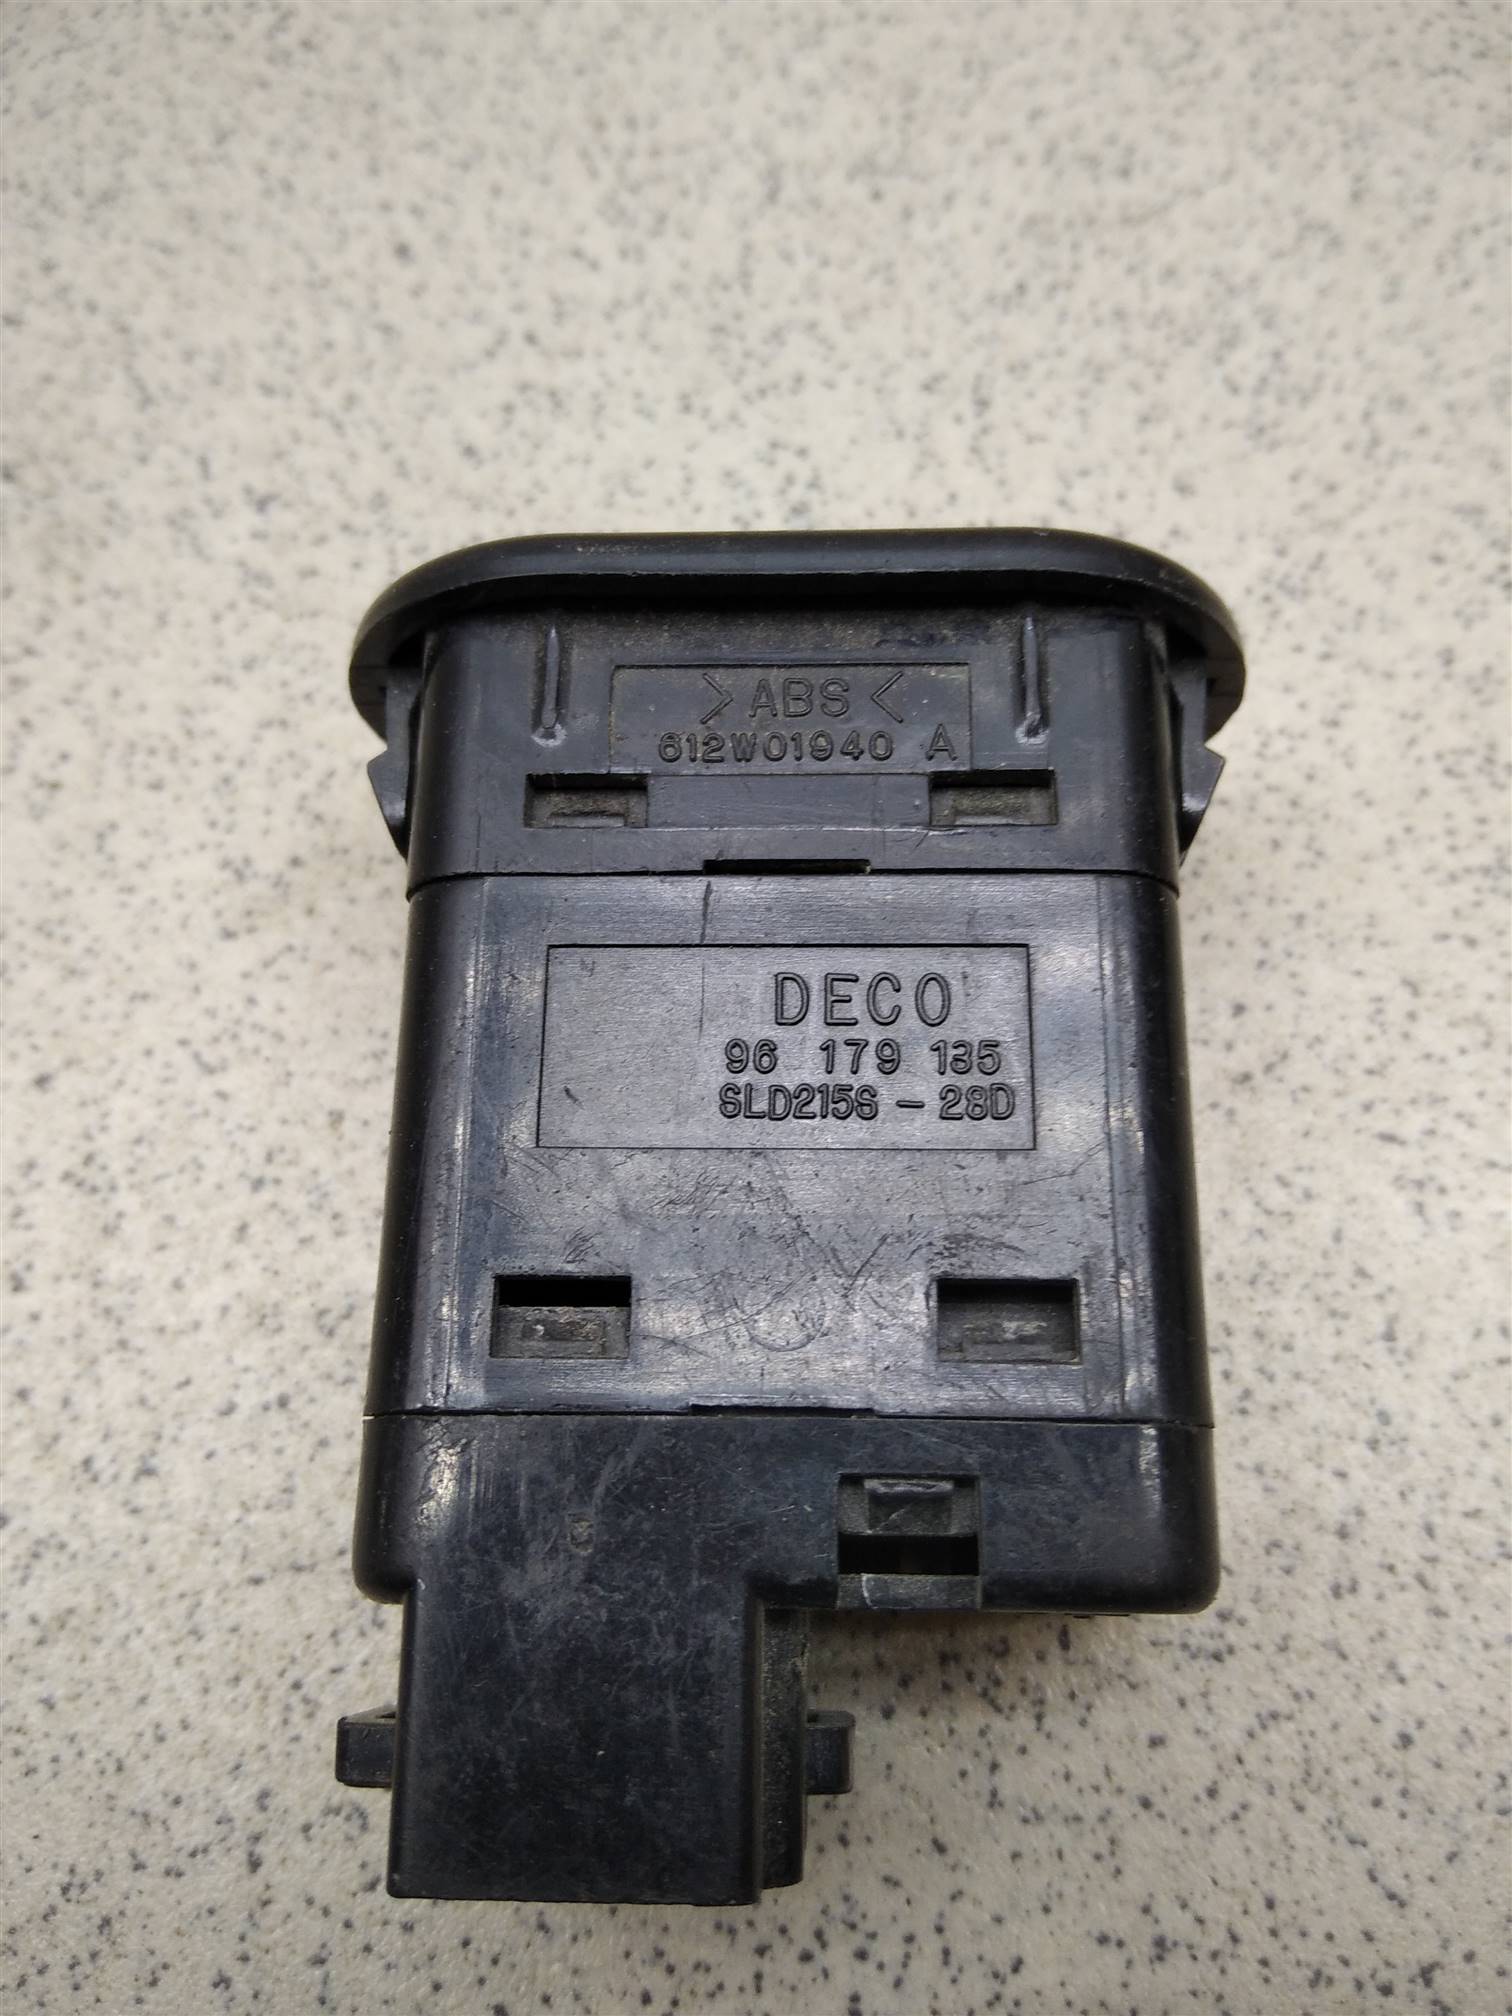 >ABS<
612W01940 A
DECO
96 179 135
SLD215S - 28D